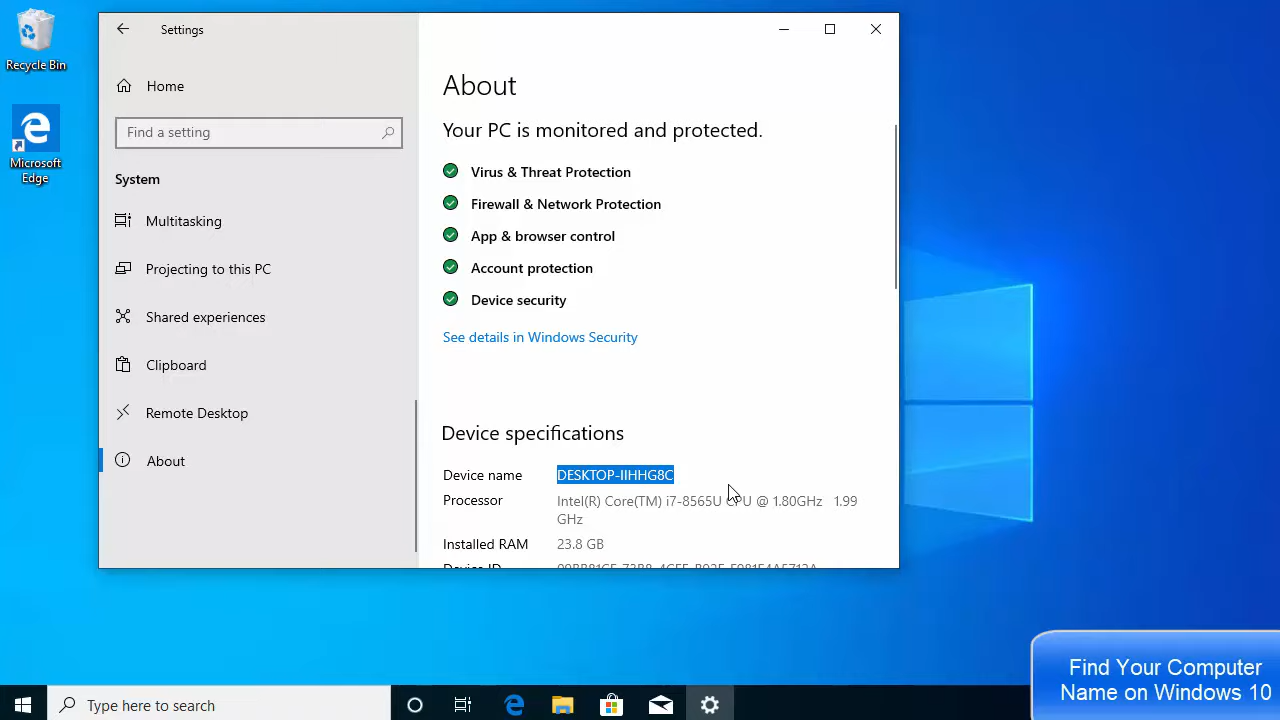 Recycle Bin
Microsoft
Edge
Settings
Home
Find a setting
System
Multitasking
Projecting to this PC
Shared experiences
Clipboard
Remote Desktop
About
About
Your PC is monitored and protected.
Virus & Threat Protection
Firewall & Network Protection
App & browser control
Account protection
Device security
See details in Windows Security
Device specifications
Device name DESKTOP-IIHHG8C
Processor Intel(R) Core(TM) i7-8565U CPU @ 1.80GHz 1.99
GHz
Installed RAM 23.8 GB
Device ID
Type here to search
Find Your Computer
Name on Windows 10